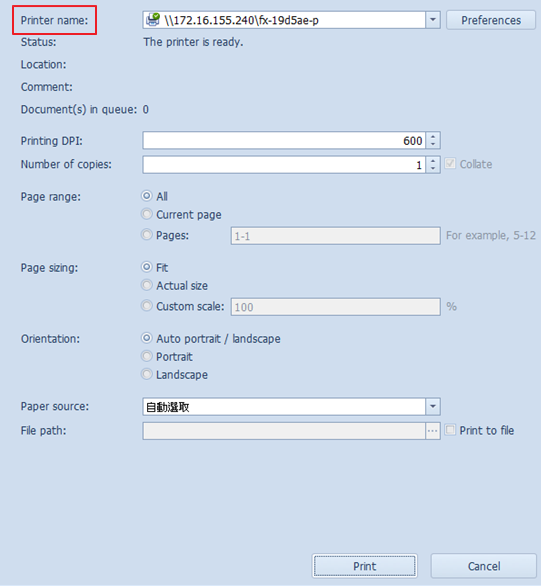 Printer name: \\172.16.155.240\fx-19d5ae-p Preferences
Status: The printer is ready.
Location:
Comment:
Document(s) in queue: 0
Printing DPI: 600
Number of copies: 1 Collate
Page range: All
Current page
Pages: 1-1 For example, 5-12
Page sizing: Fit
Actual size
Custom scale: 100 %
Orientation: Auto portrait / landscape
Portrait
Landscape
Paper source: 自動選取
File path: ... Print to file
Print Cancel